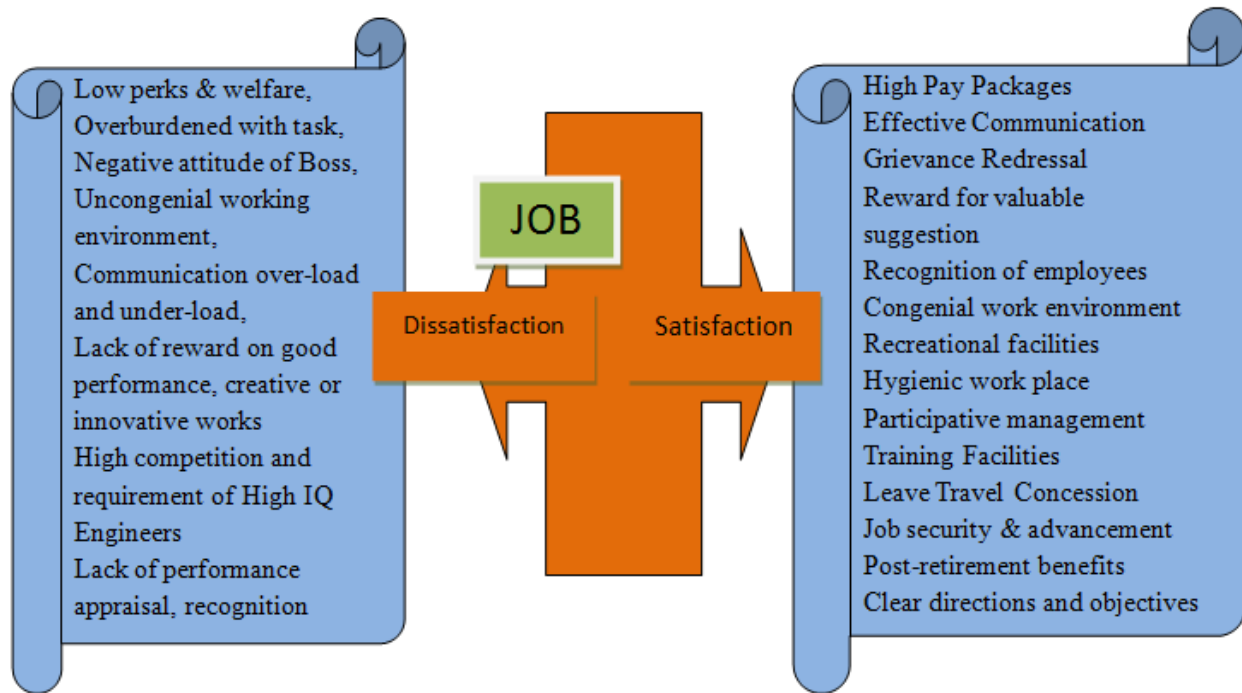 Low perks & welfare,
Overburdened with task,
Negative attitude of Boss,
Uncongenial working
environment,
Communication over-load
and under-load,
Lack of reward on good
performance, creative or
innovative works
High competition and
requirement of High IQ
Engineers
Lack of performance
appraisal, recognition
JOB
Dissatisfaction
Satisfaction
High Pay Packages
Effective Communication
Grievance Redressal
Reward for valuable
suggestion
Recognition of employees
Congenial work environment
Recreational facilities
Hygienic work place
Participative management
Training Facilities
Leave Travel Concession
Job security & advancement
Post-retirement benefits
Clear directions and objectives